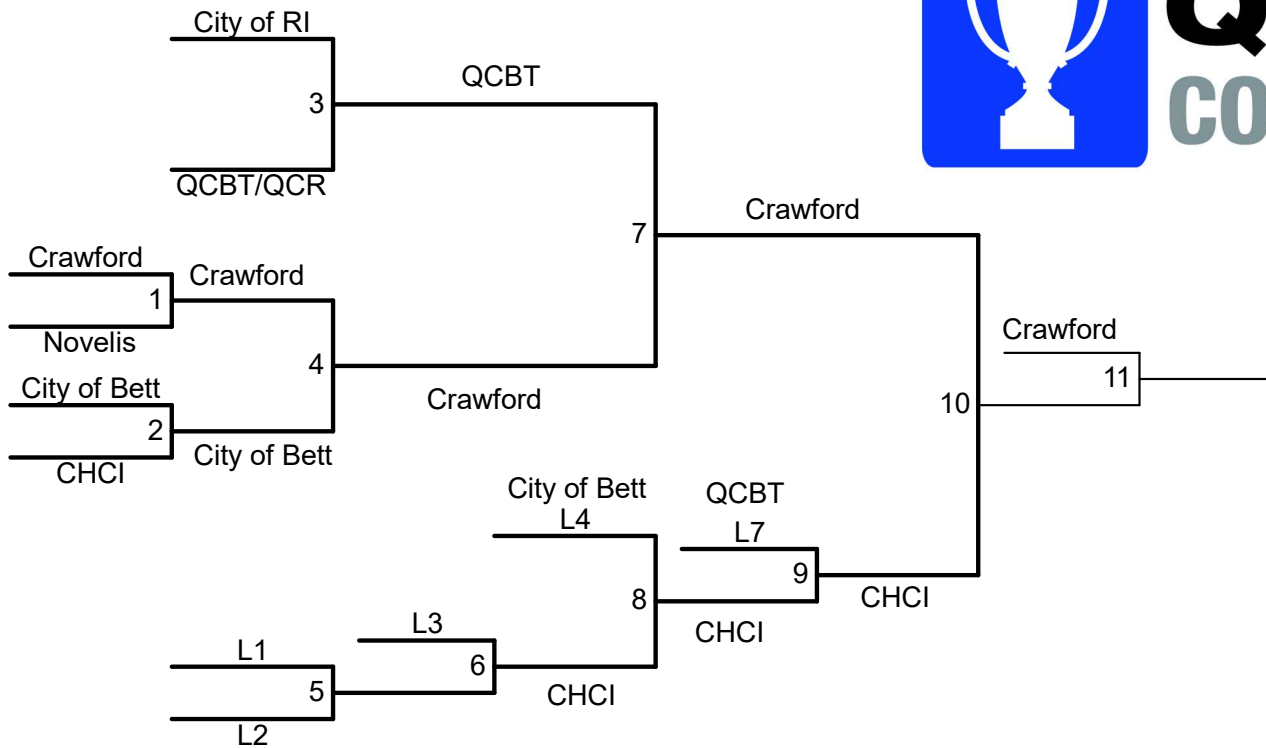 City of RI
Q
QCBT
CO
3
QCBT/QCR
Crawford
7
Crawford
Crawford
1
Novelis
Crawford
4
City of Bett
11
10
Crawford
2
City of Bett
CHCI
City of Bett
QCBT
L4
L7
9
CHCI
8
CHCI
L3
L1
6
5
CHCI
L2